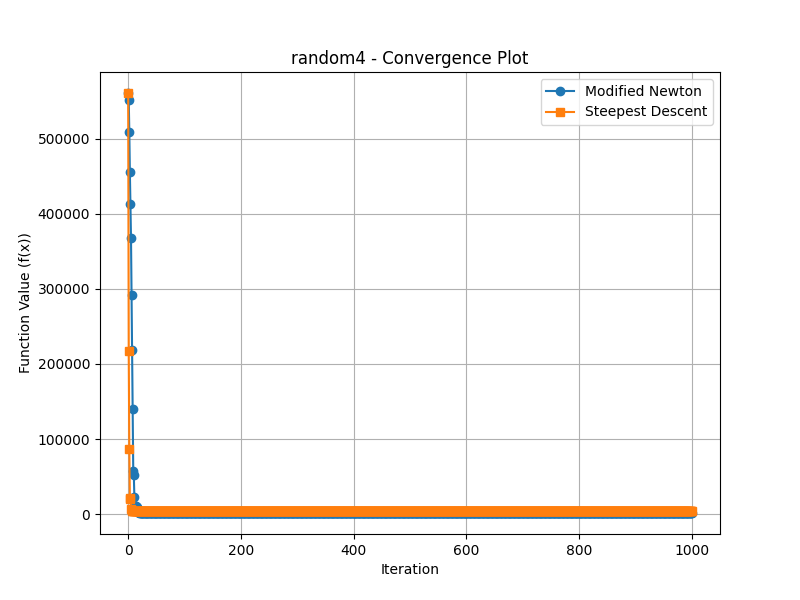 random4 - Convergence Plot
Modified Newton
Steepest Descent
Function Value (f(x))
500000
400000
300000
200000
100000
0
0 200 400 600 800 1000
Iteration